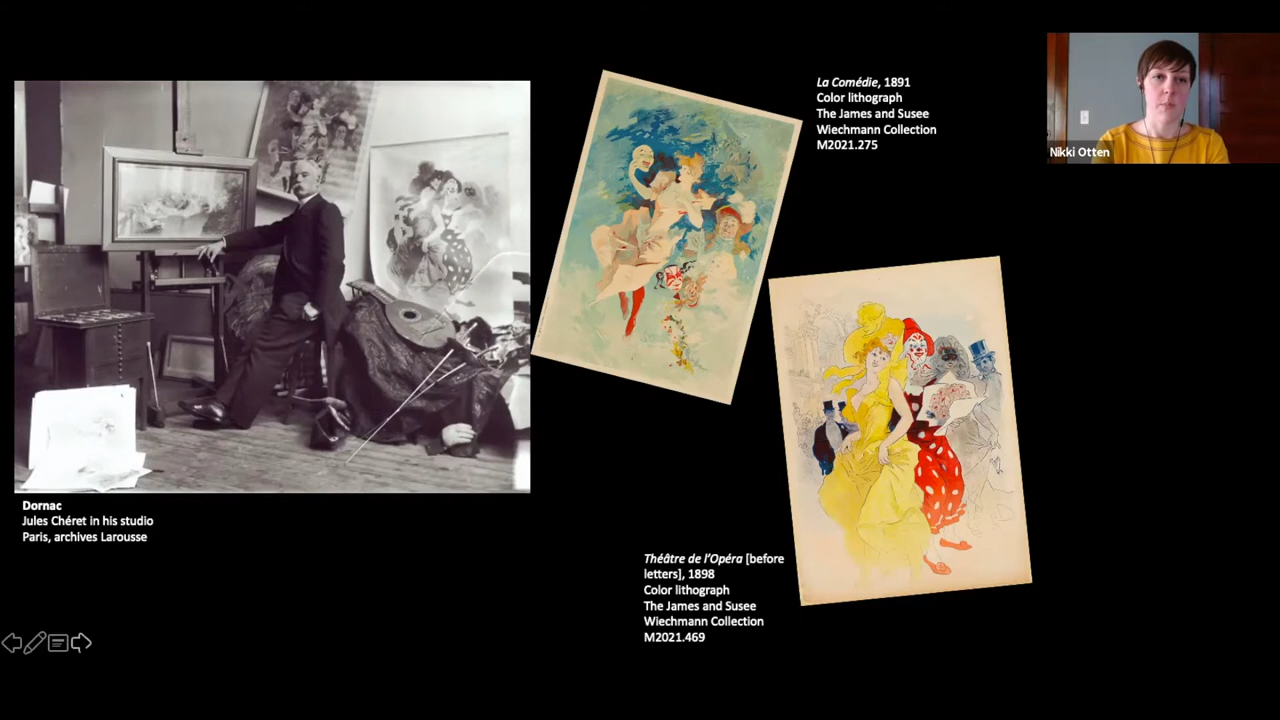 La Comédie, 1891
Color lithograph
The James and Susee
Wiechmann Collection
M2021.275
Nikki Otten
Dornac
Jules Chéret in his studio
Paris, archives Larousse
Théâtre de l’Opéra [before
letters], 1898
Color lithograph
The James and Susee
Wiechmann Collection
M2021.469